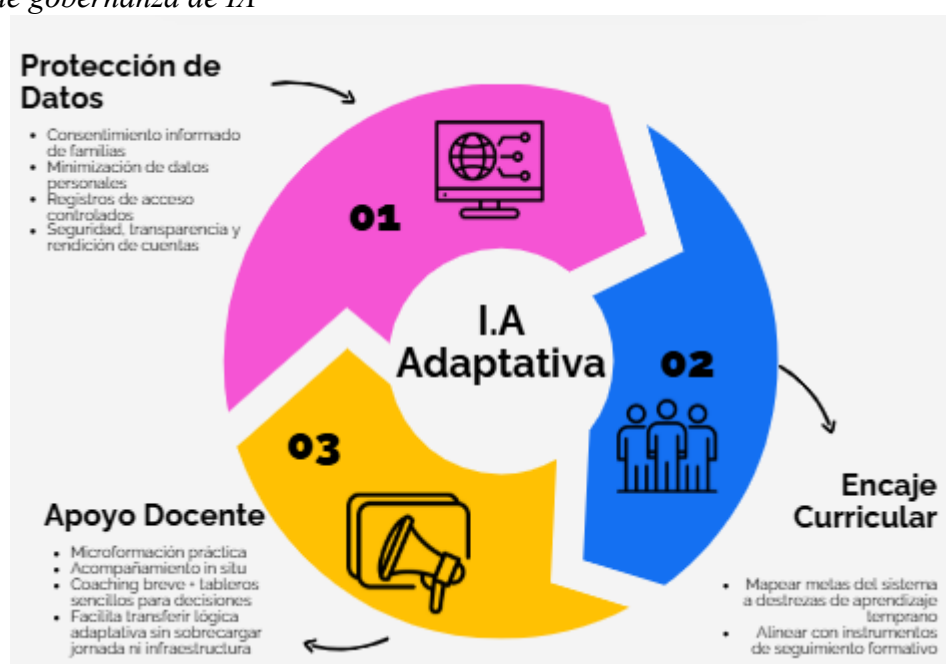 de gobernanza de IA
Protección de
Datos
• Consentimiento informado
de familias
• Minimización de datos
personales
• Registros de acceso
controlados
• Seguridad, transparencia y
rendición de cuentas
01
I.A
Adaptativa
02
03
Encaje
Curricular
• Mapear metas del sistema
a destrezas de aprendizaje
temprano
• Alinear con instrumentos
de seguimiento formativo
Apoyo Docente
• Microformación práctica
• Acompañamiento in situ
• Coaching breve + tableros
sencillos para decisiones
• Facilita transferir lógica
adaptativa sin sobrecargar
jornada ni infraestructura